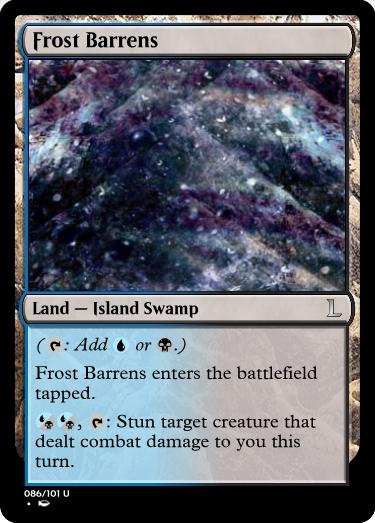 Frost Barrens
Land — Island Swamp
L
( : Add or .)
Frost Barrens enters the battlefield
tapped.
, : Stun target creature that
dealt combat damage to you this
turn.
086/101 U
•